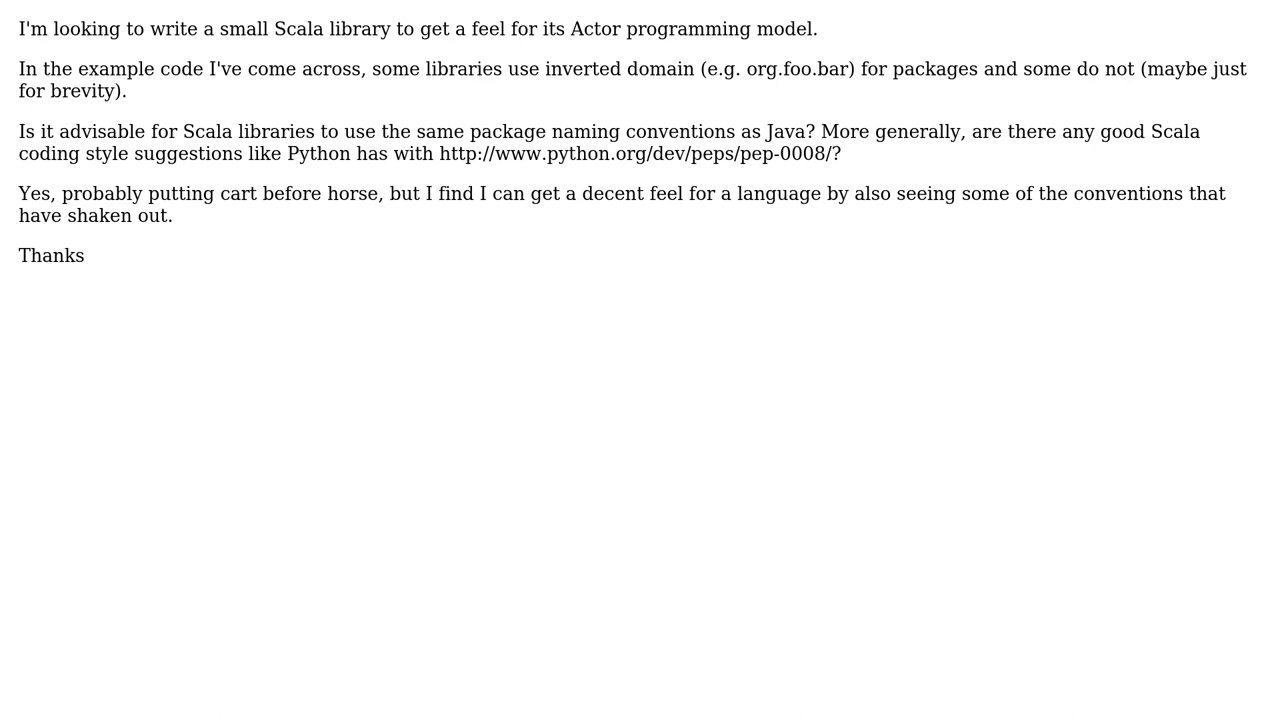 I'm looking to write a small Scala library to get a feel for its Actor programming model.
In the example code I've come across, some libraries use inverted domain (e.g. org.foo.bar) for packages and some do not (maybe just
for brevity).
Is it advisable for Scala libraries to use the same package naming conventions as Java? More generally, are there any good Scala
coding style suggestions like Python has with http://www.python.org/dev/peps/pep-0008/?
Yes, probably putting cart before horse, but I find I can get a decent feel for a language by also seeing some of the conventions that
have shaken out.
Thanks